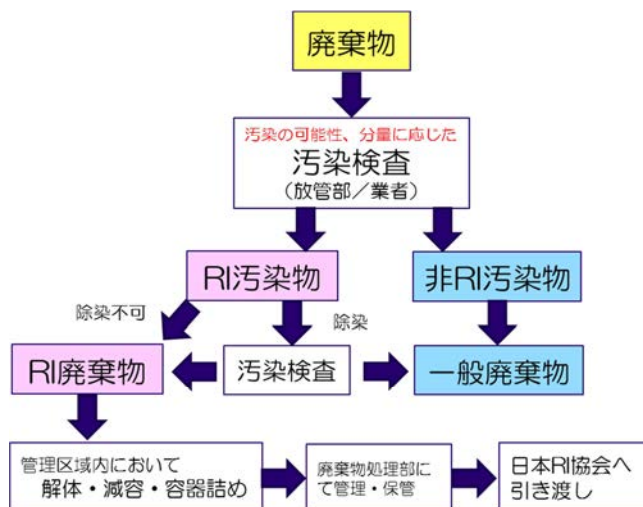 廃棄物
汚染の可能性、分量に応じた
汚染検査
(放管部/業者)
RI汚染物
非RI汚染物
除染不可
除染
RI廃棄物
汚染検査
一般廃棄物
管理区域内において
解体・減容・容器詰め
廃棄物処理部に
て管理・保管
日本RI協会へ
引き渡し